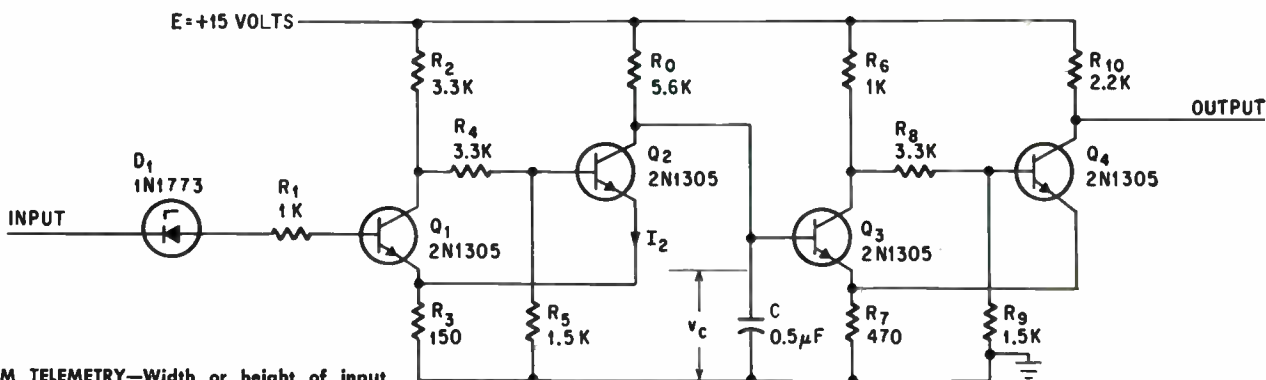 E=+15 VOLTS
R2
3.3K
R0
5.6K
R6
1K
R10
2.2K
OUTPUT
R4
3.3K
Q2
2N1305
R8
3.3K
Q4
2N1305
D1
1N1773
R1
1K
INPUT
Q1
2N1305
I2
Q3
2N1305
R3
150
R5
1.5K
vc
C
0.5µF
R7
470
R9
1.5K
M TELEMETRY—Width or height of input